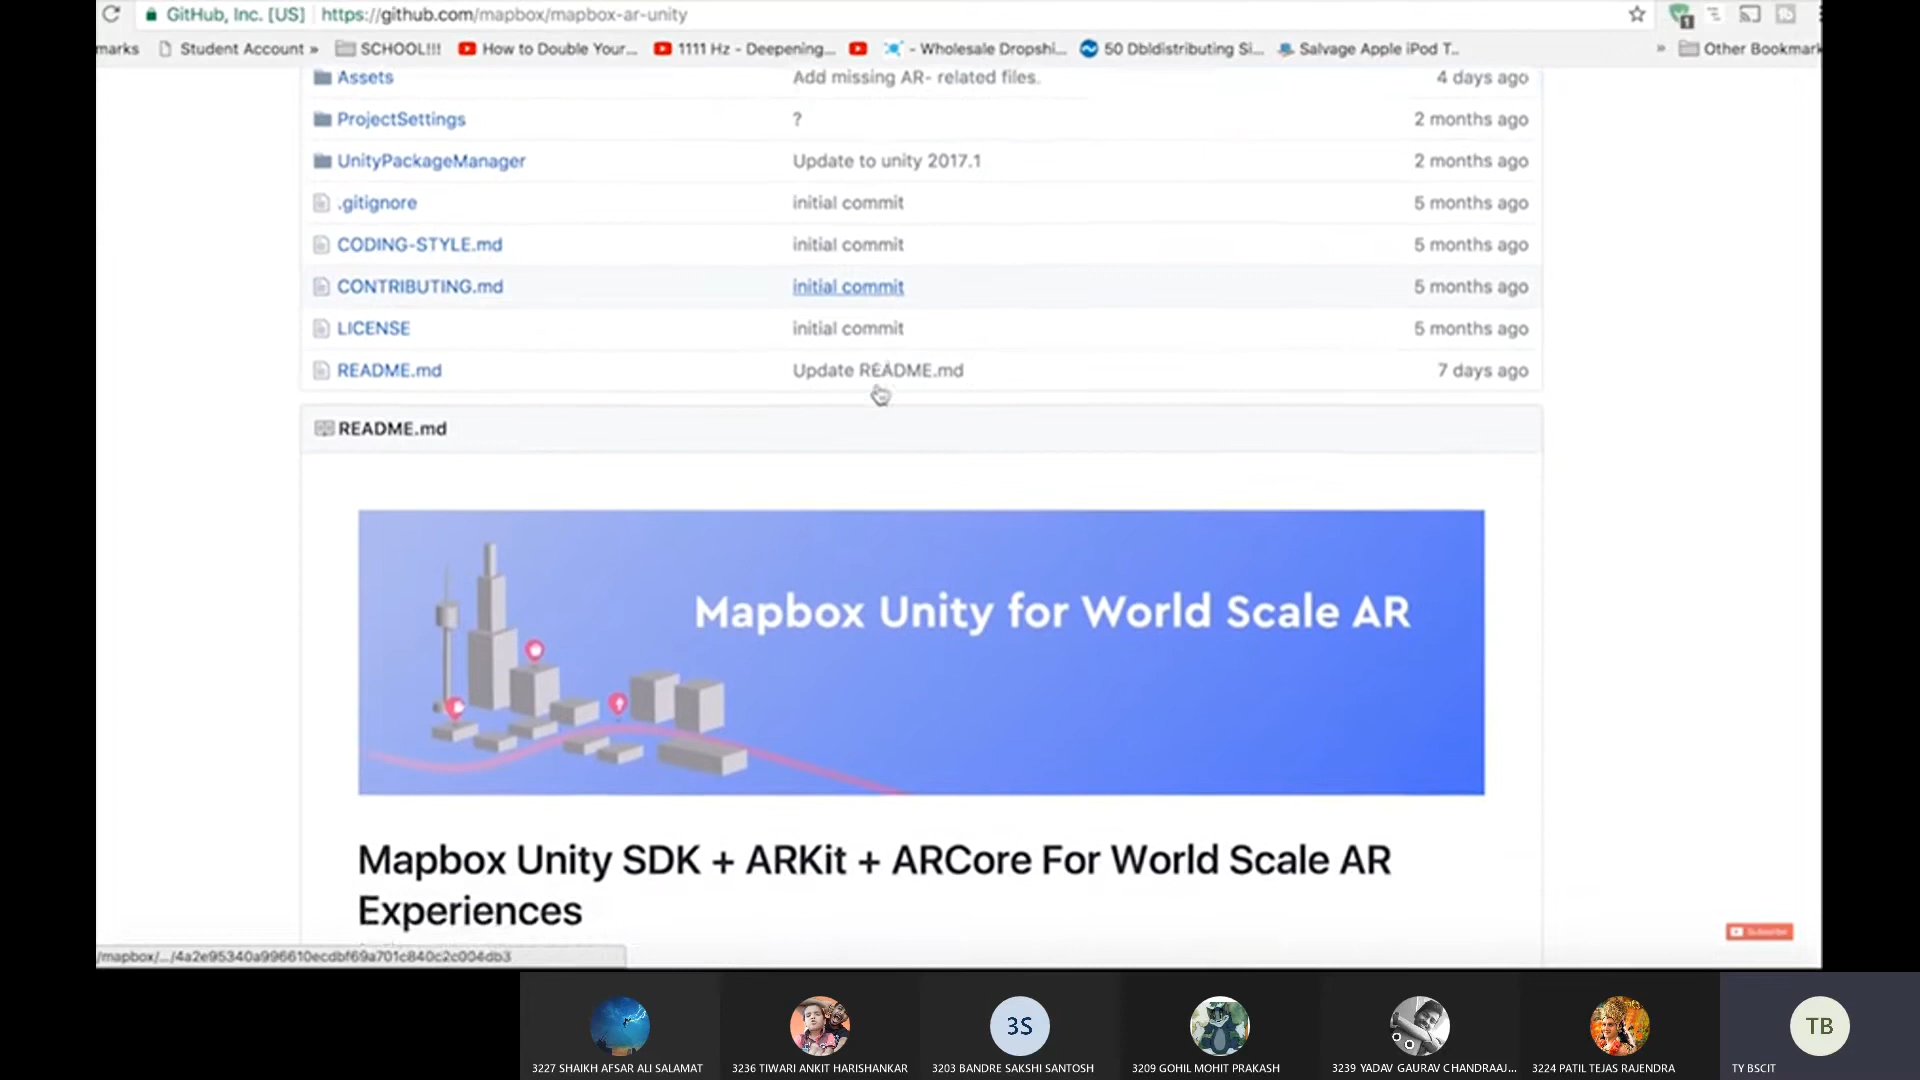 GitHub, Inc. [US] https://github.com/mapbox/mapbox-ar-unity
1
marks Student Account » SCHOOL!!! How to Double Your... 1111 Hz - Deepening... - Wholesale Dropshi... 50 Dbldistributing Si... Salvage Apple iPod T.. » Other Bookmark
Assets Add missing AR- related files. 4 days ago
ProjectSettings ? 2 months ago
UnityPackageManager Update to unity 2017.1 2 months ago
.gitignore initial commit 5 months ago
CODING-STYLE.md initial commit 5 months ago
CONTRIBUTING.md initial commit 5 months ago
LICENSE initial commit 5 months ago
README.md Update README.md 7 days ago
README.md
Mapbox Unity for World Scale AR
Mapbox Unity SDK + ARKit + ARCore For World Scale AR
Experiences
Subscribe
/mapbox/.../4a2e95340a996610ecdbf69a701c840c2c004db3
3S TB
3227 SHAIKH AFSAR ALI SALAMAT 3236 TIWARI ANKIT HARISHANKAR 3203 BANDRE SAKSHI SANTOSH 3209 GOHIL MOHIT PRAKASH 3239 YADAV GAURAV CHANDRAAJ... 3224 PATIL TEJAS RAJENDRA TY BSCIT